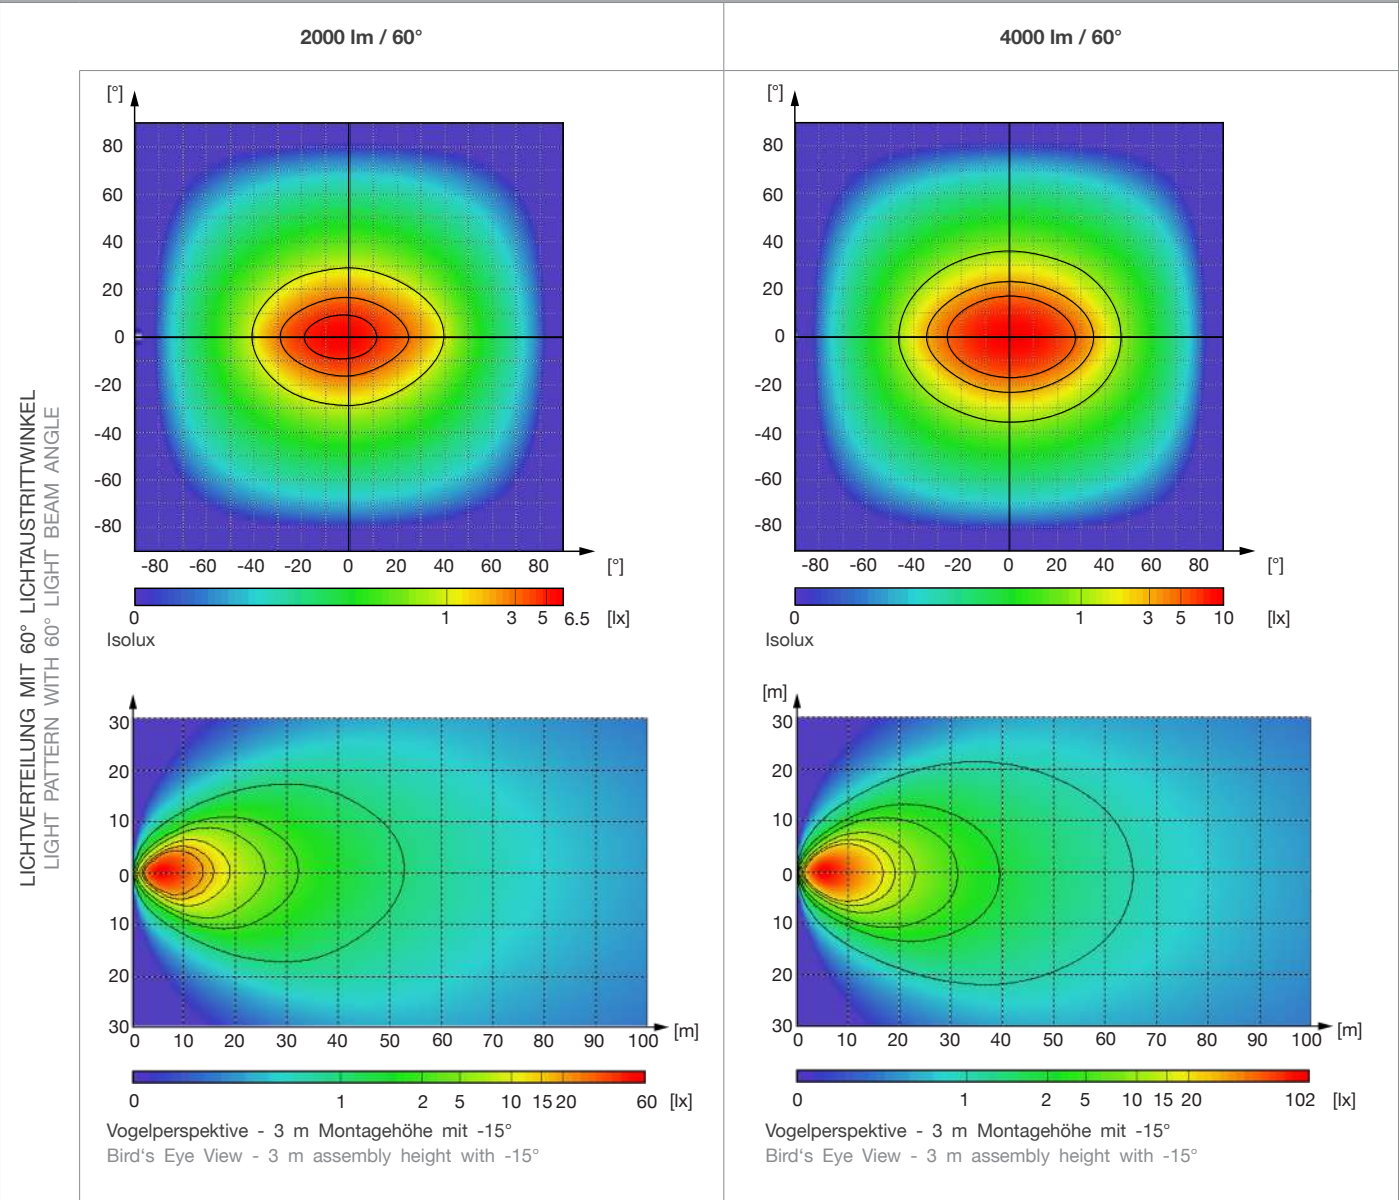 2000 lm / 60°
4000 lm / 60°
LICHTVERTEILUNG MIT 60° LICHTAUSTRITTWINKEL
LIGHT PATTERN WITH 60° LIGHT BEAM ANGLE
[°]
80
60
40
20
0
-20
-40
-60
-80
-80 -60 -40 -20 0 20 40 60 80 [°]
0 1 3 5 6.5 [lx]
Isolux
[°]
80
60
40
20
0
-20
-40
-60
-80
-80 -60 -40 -20 0 20 40 60 80 [°]
0 1 3 5 10 [lx]
Isolux
30
20
10
0
10
20
30
0 10 20 30 40 50 60 70 80 90 100 [m]
0 1 2 5 10 15 20 60 [lx]
Vogelperspektive - 3 m Montagehöhe mit -15°
Bird's Eye View - 3 m assembly height with -15°
[m]
30
20
10
0
10
20
30
0 10 20 30 40 50 60 70 80 90 100 [m]
0 1 2 5 10 15 20 102 [lx]
Vogelperspektive - 3 m Montagehöhe mit -15°
Bird's Eye View - 3 m assembly height with -15°